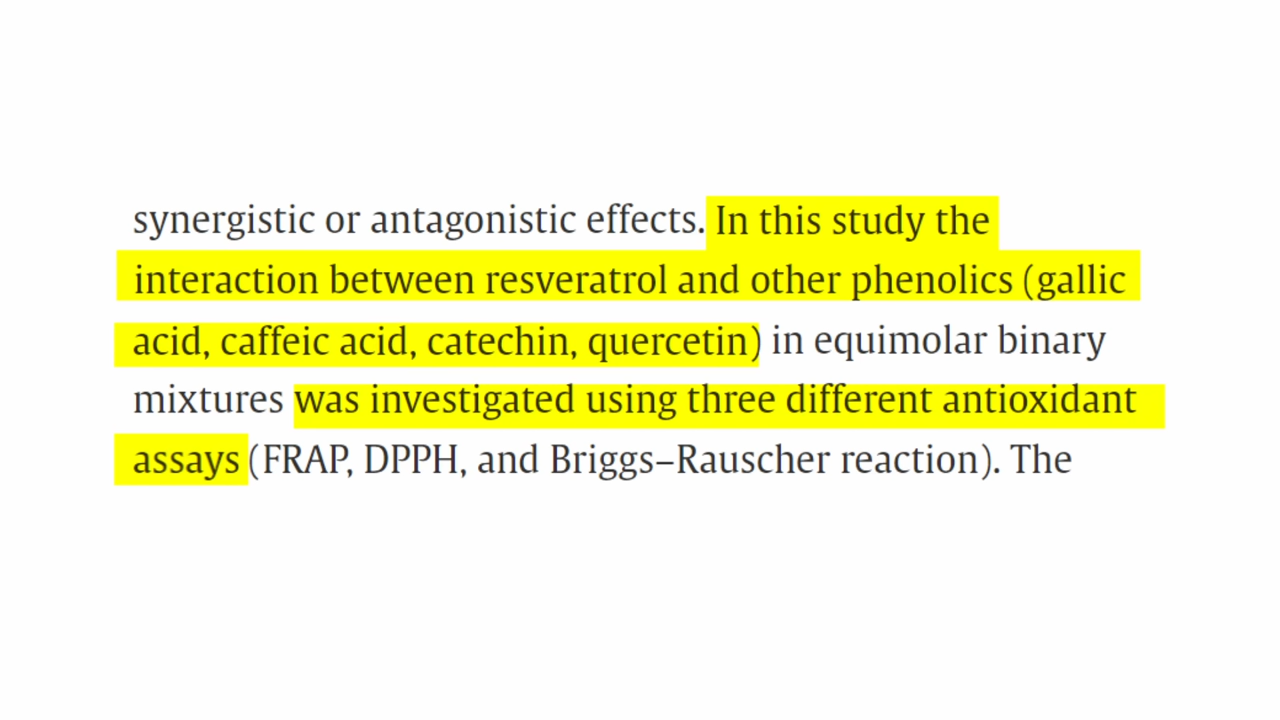 synergistic or antagonistic effects. In this study the
interaction between resveratrol and other phenolics (gallic
acid, caffeic acid, catechin, quercetin) in equimolar binary
mixtures was investigated using three different antioxidant
assays (FRAP, DPPH, and Briggs–Rauscher reaction). The